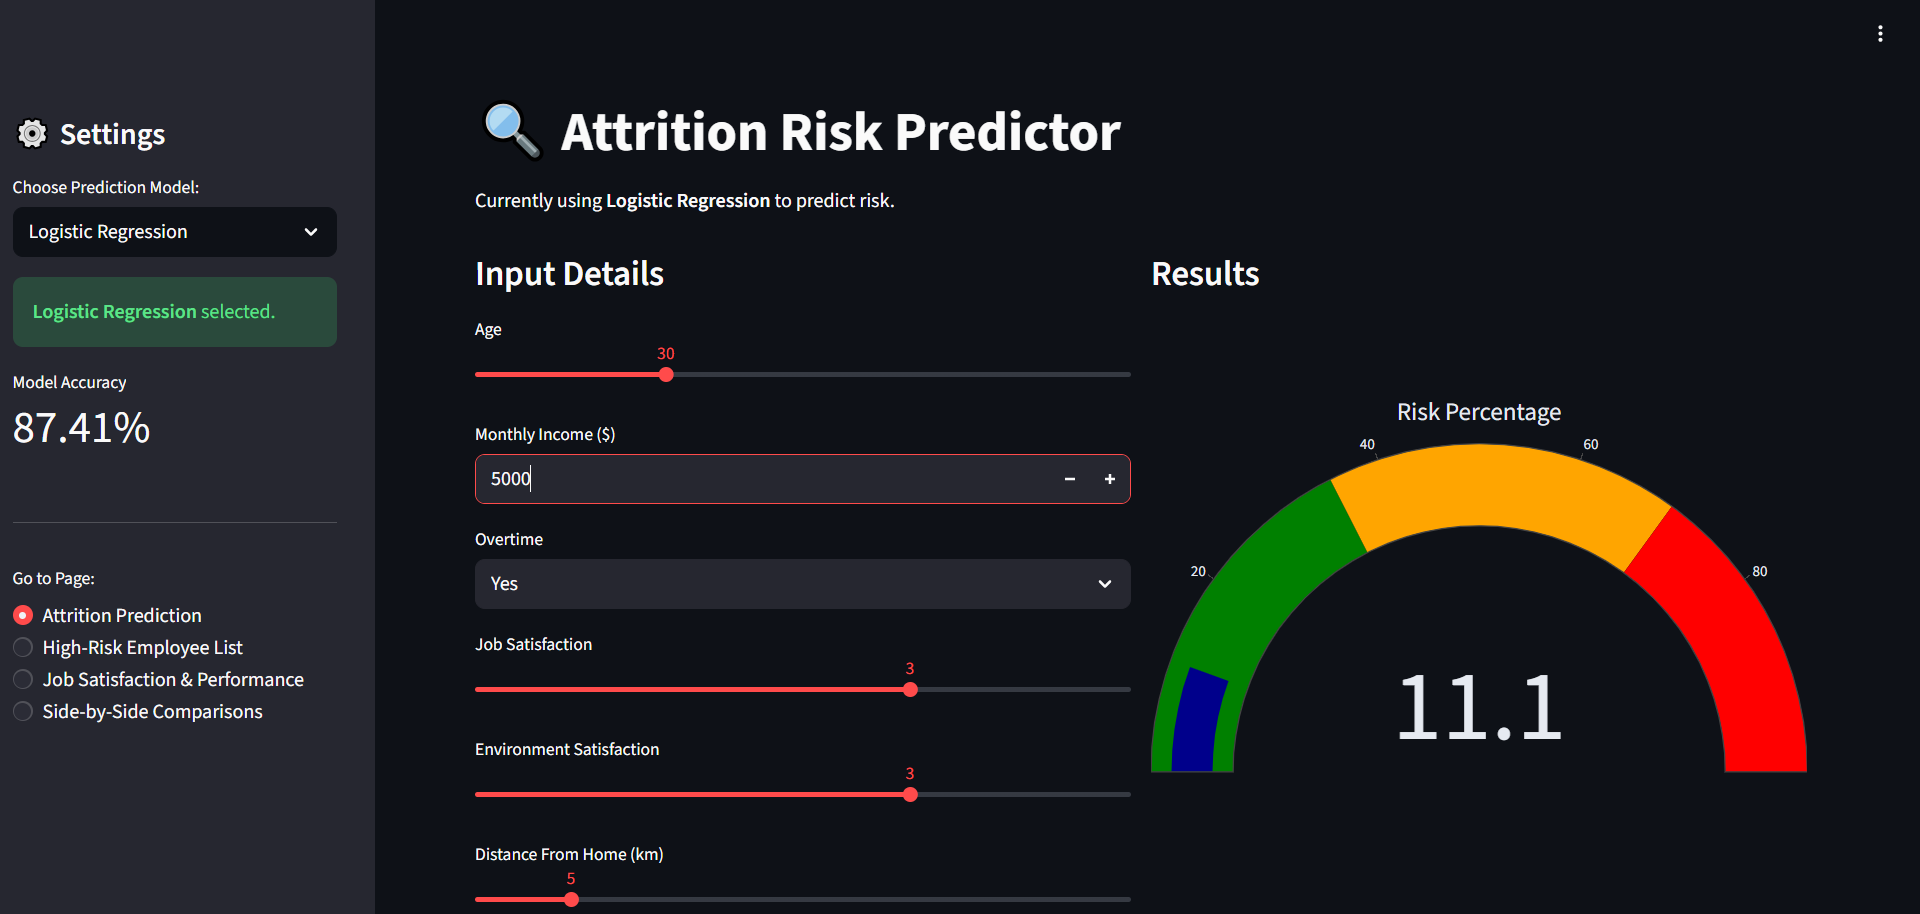 Settings
Choose Prediction Model:
Logistic Regression
Logistic Regression selected.
Model Accuracy
87.41%
Go to Page:
Attrition Prediction
High-Risk Employee List
Job Satisfaction & Performance
Side-by-Side Comparisons
Attrition Risk Predictor
Currently using Logistic Regression to predict risk.
Input Details
Age
30
Monthly Income ($)
5000
Overtime
Yes
Job Satisfaction
3
Environment Satisfaction
3
Distance From Home (km)
5
Results
Risk Percentage
20
40
60
80
11.1